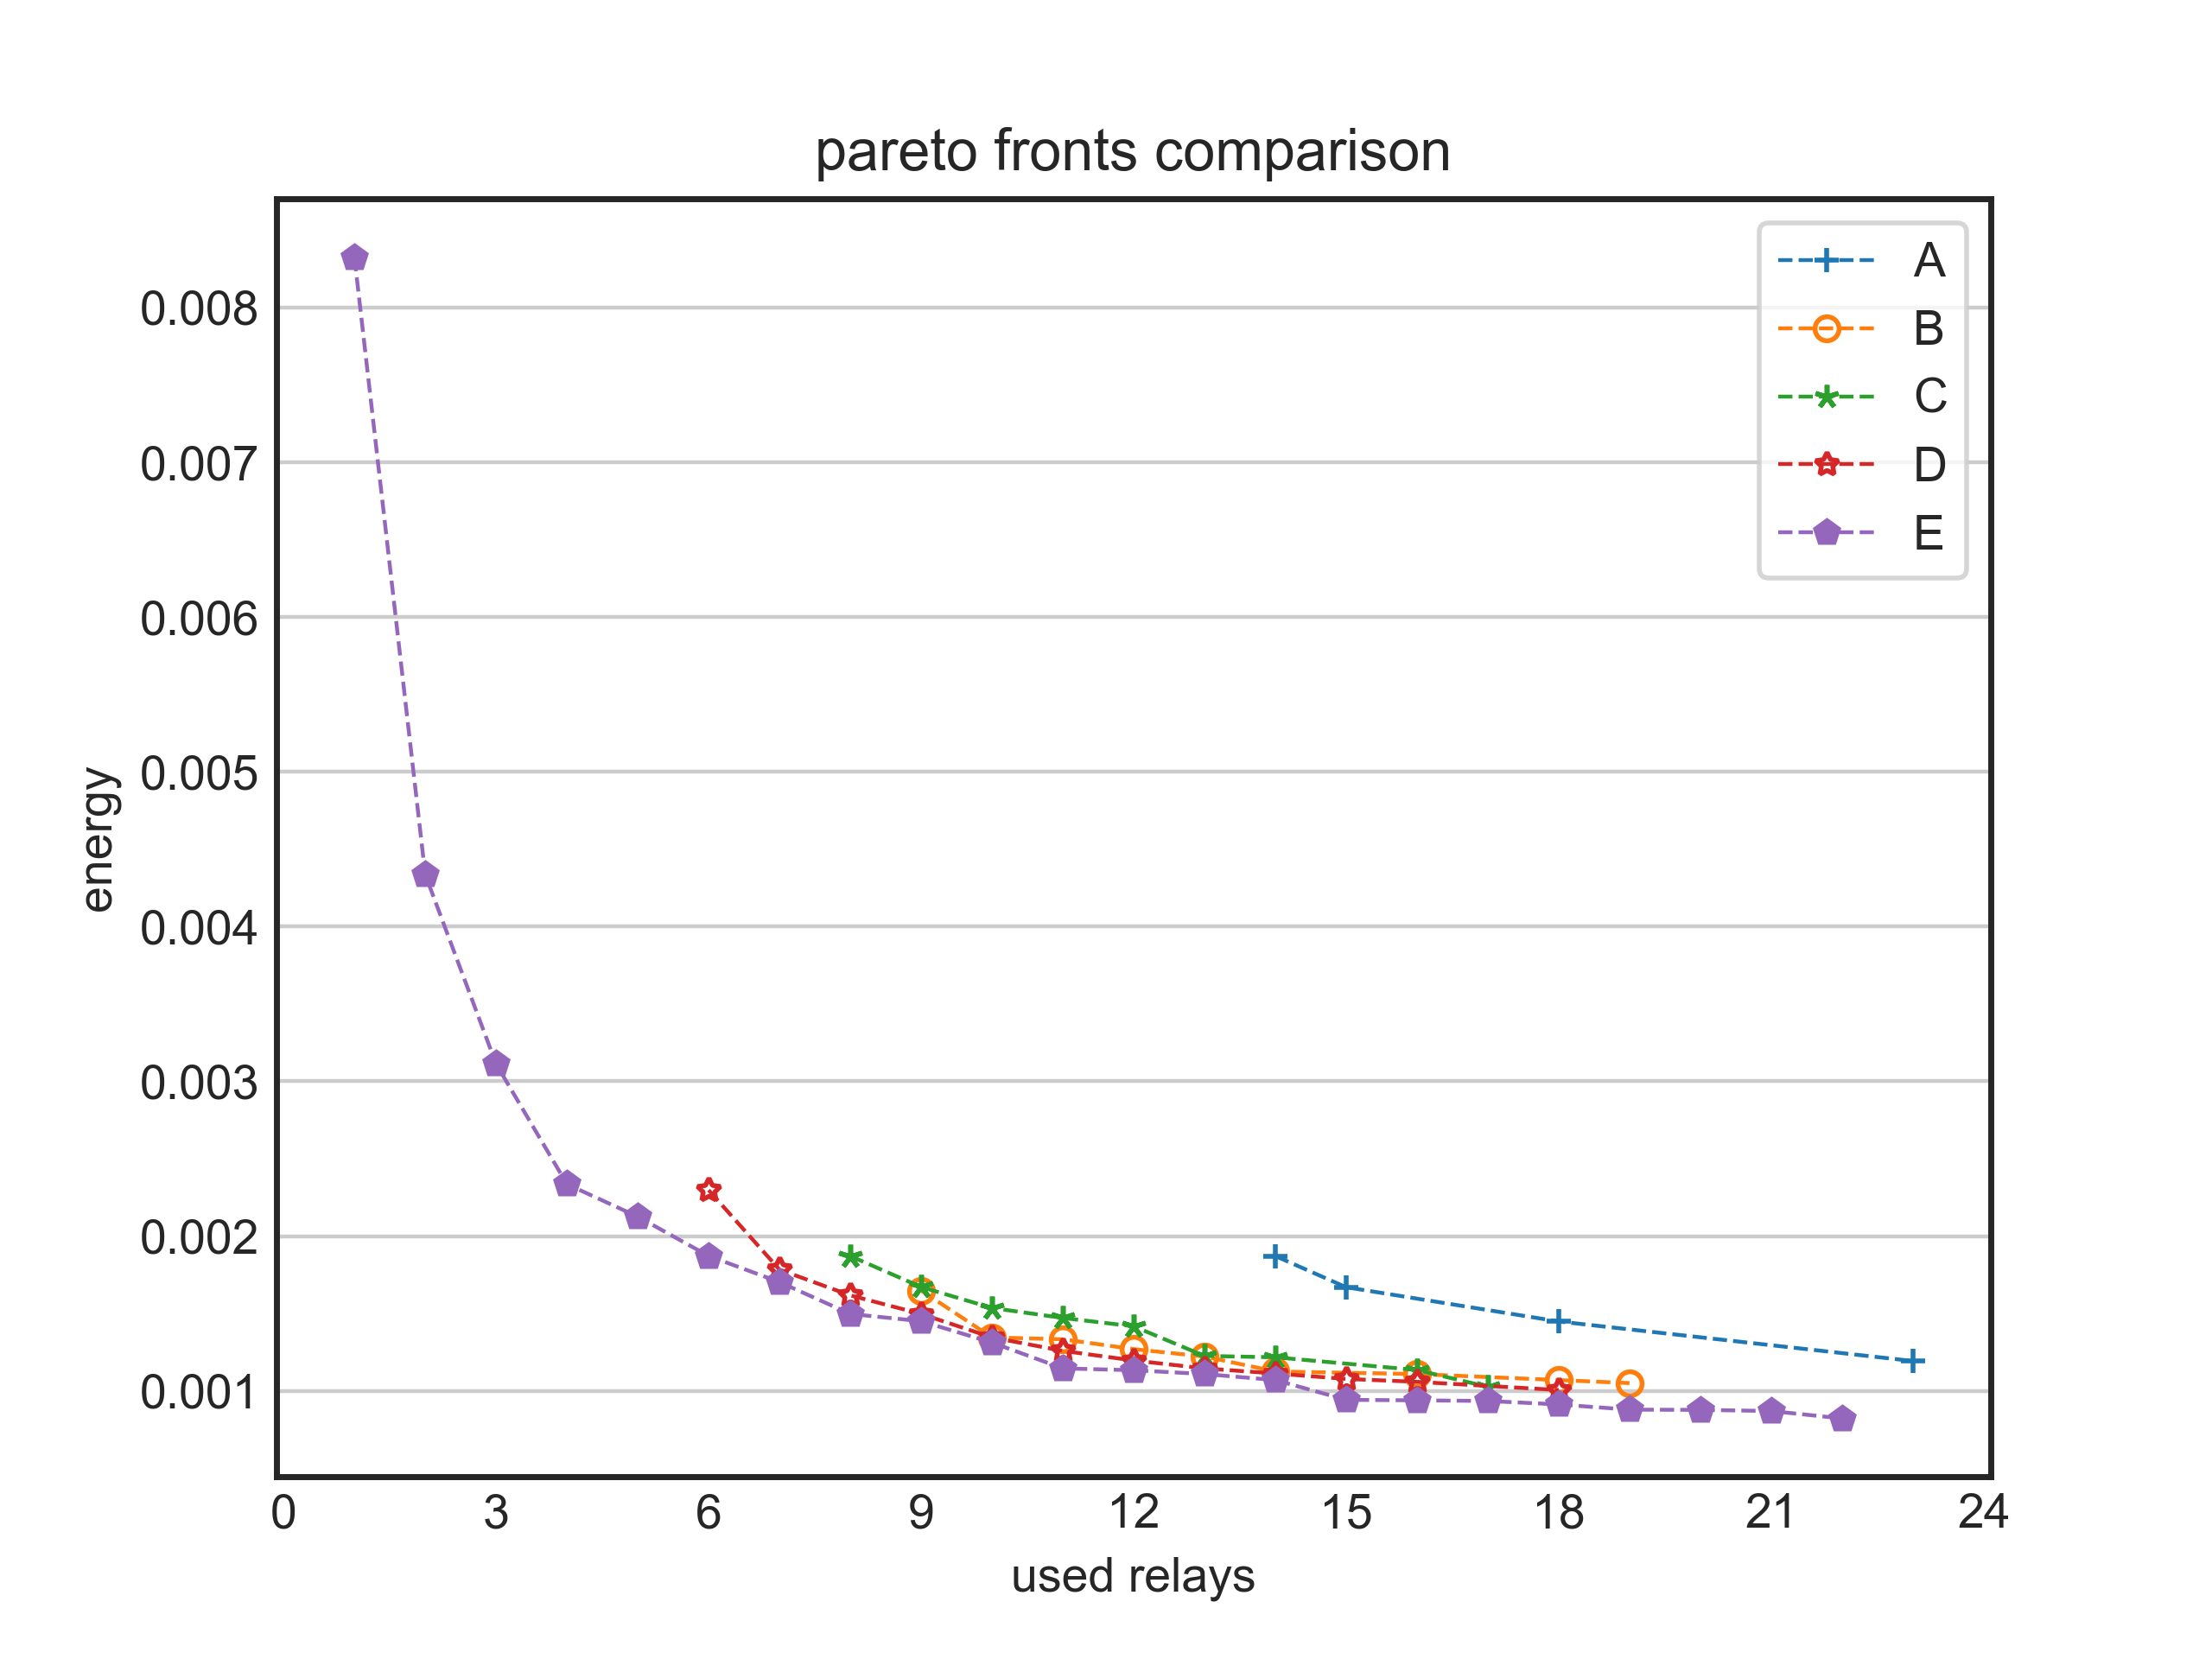 pareto fronts comparison
A
B
C
D
E
0.008
0.007
0.006
0.005
0.004
0.003
0.002
0.001
energy
0 3 6 9 12 15 18 21 24
used relays